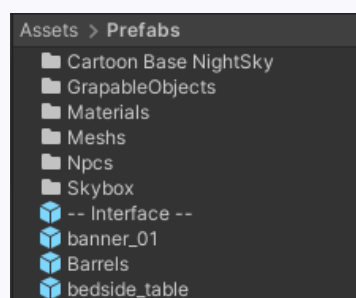 Assets > Prefabs
Cartoon Base NightSky
GrapableObjects
Materials
Meshs
Npcs
Skybox
-- Interface --
banner_01
Barrels
bedside_table